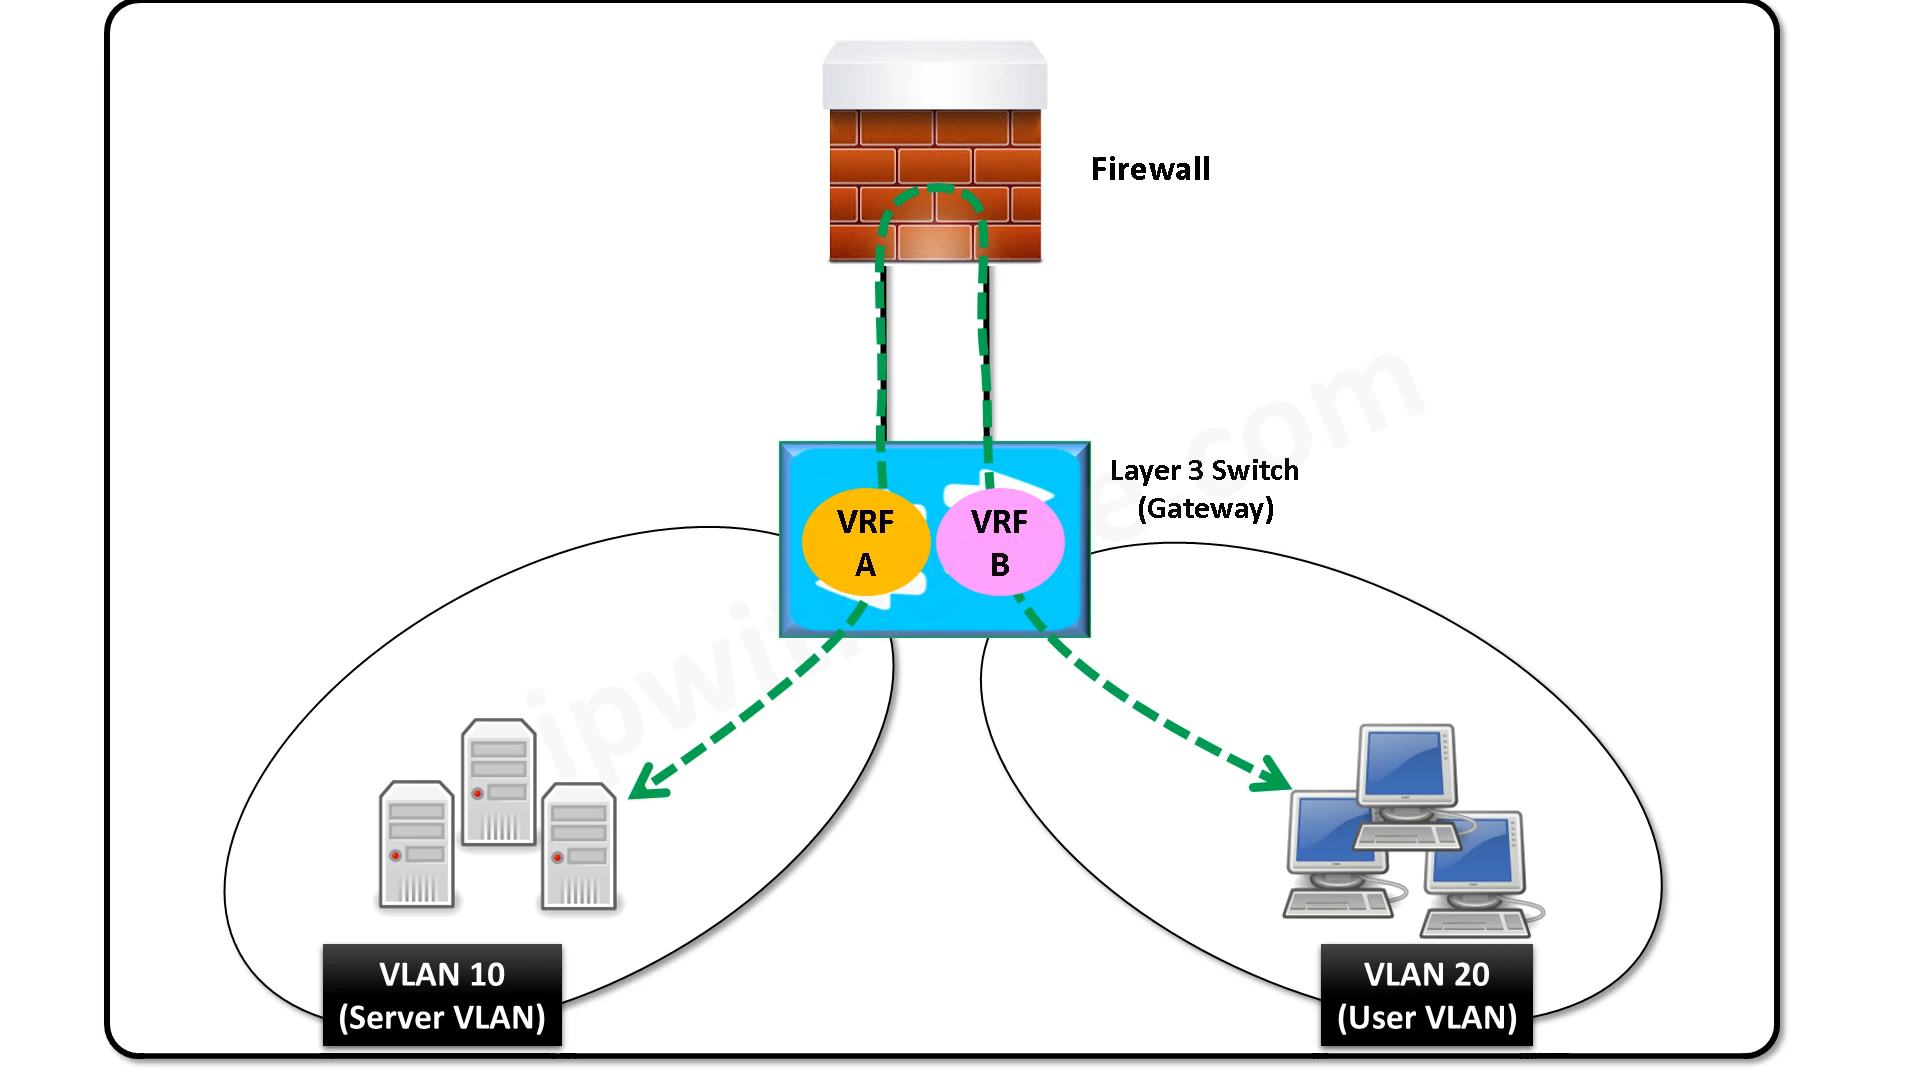 Firewall
Layer 3 Switch
(Gateway)
VRF
A
VRF
B
VLAN 10
(Server VLAN)
VLAN 20
(User VLAN)